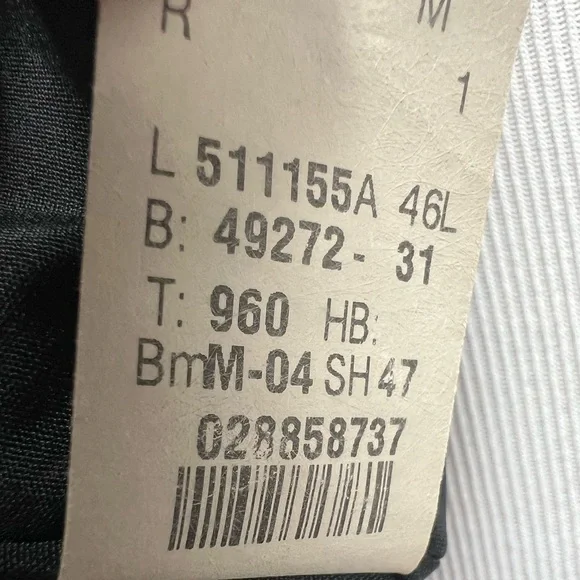 R M
1
L 511155A 46L
B: 49272- 31
T: 960 HB:
BmM-04 SH 47
028858737